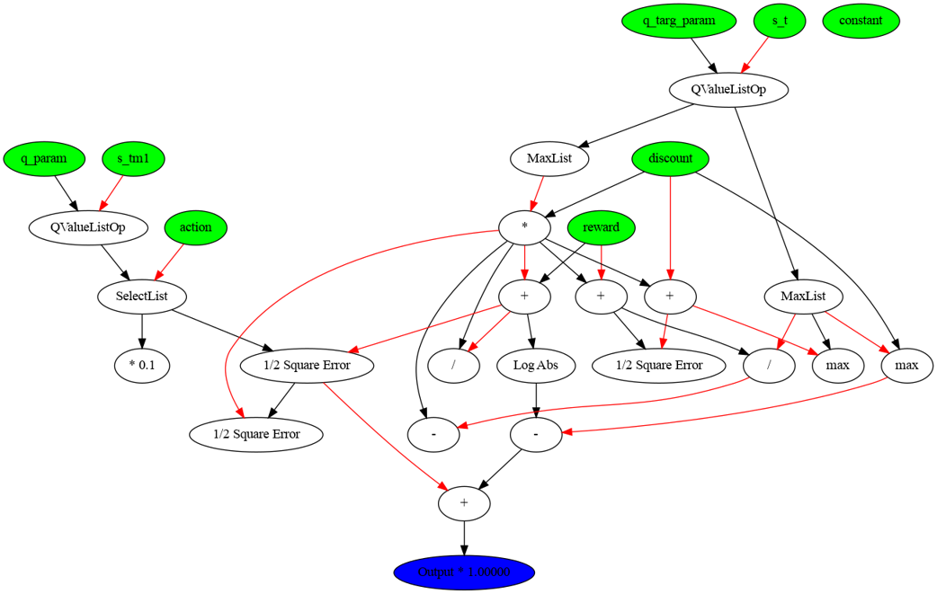 q_targ_param
s_t
constant
QValueListOp
q_param
s_tm1
MaxList
discount
QValueListOp
action
*
reward
SelectList
+
+
+
MaxList
* 0.1
1/2 Square Error
/
Log Abs
1/2 Square Error
/
max
max
1/2 Square Error
-
-
+
Output * 1.00000